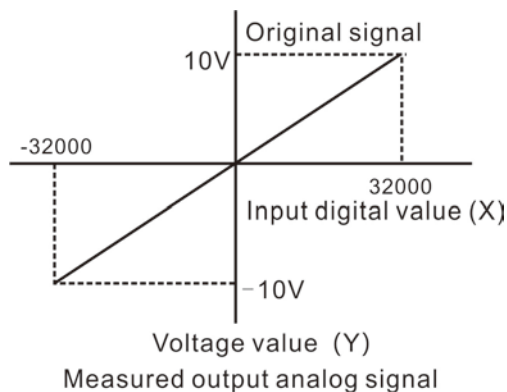 Original signal
10V
-32000
32000
Input digital value (X)
-10V
Voltage value (Y)
Measured output analog signal